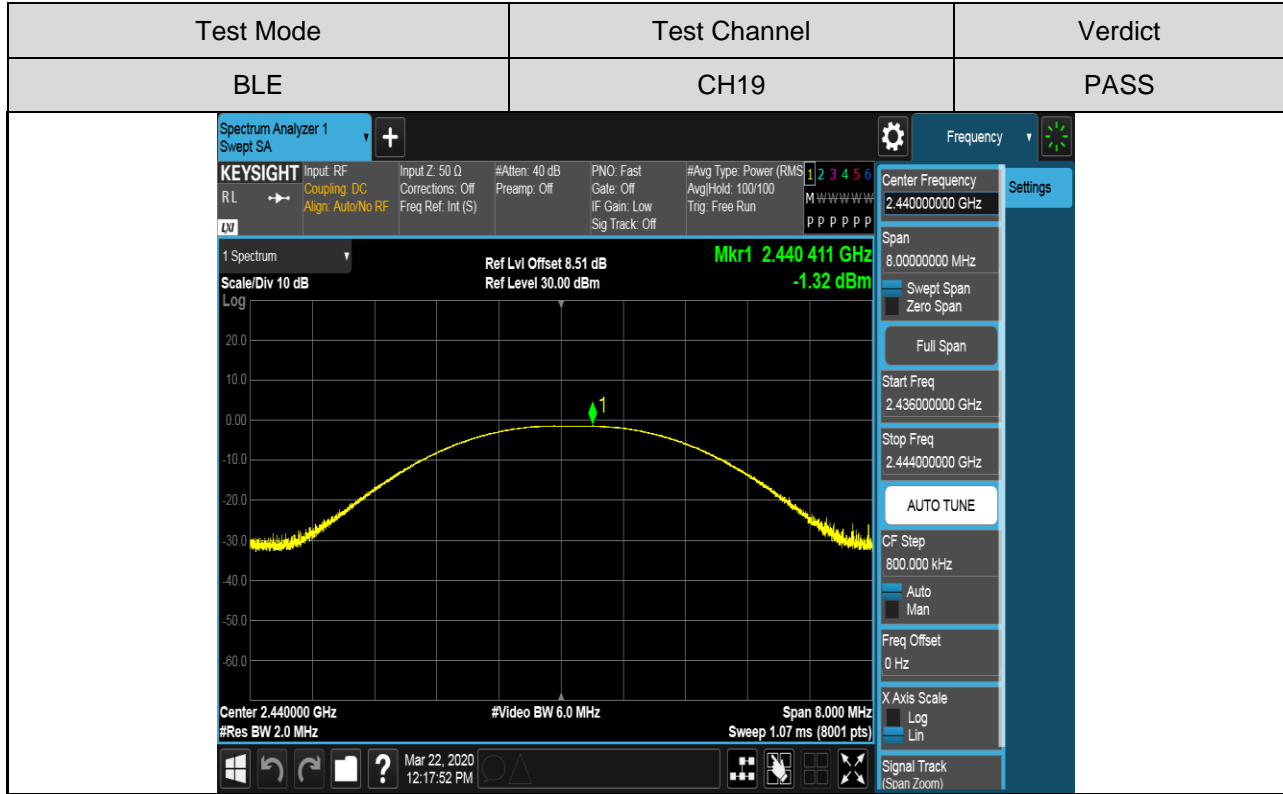 Test Mode Test Channel Verdict
BLE CH19 PASS
Spectrum Analyzer 1
Swept SA
+
Frequency
KEYSIGHT Input: RF Input Z: 50 Ω #Atten: 40 dB PNO: Fast #Avg Type: Power (RMS 1 2 3 4 5 6
RL Coupling: DC Corrections: Off Preamp: Off Gate: Off Avg|Hold: 100/100 M W W W W W
Align: Auto/No RF Freq Ref: Int (S) IF Gain: Low Trig: Free Run
Sig Track: Off P P P P P P
LXI
1 Spectrum
Ref Lvl Offset 8.51 dB Mkr1 2.440 411 GHz
Scale/Div 10 dB Ref Level 30.00 dBm -1.32 dBm
Log
20.0
10.0
1
0.00
-10.0
-20.0
-30.0
-40.0
-50.0
-60.0
Center 2.440000 GHz #Video BW 6.0 MHz Span 8.000 MHz
#Res BW 2.0 MHz Sweep 1.07 ms (8001 pts)
Center Frequency
2.440000000 GHz
Settings
Span
8.00000000 MHz
Swept Span
Zero Span
Full Span
Start Freq
2.436000000 GHz
Stop Freq
2.444000000 GHz
AUTO TUNE
CF Step
800.000 kHz
Auto
Man
Freq Offset
0 Hz
X Axis Scale
Log
Lin
Signal Track
(Span Zoom)
? Mar 22, 2020
12:17:52 PM